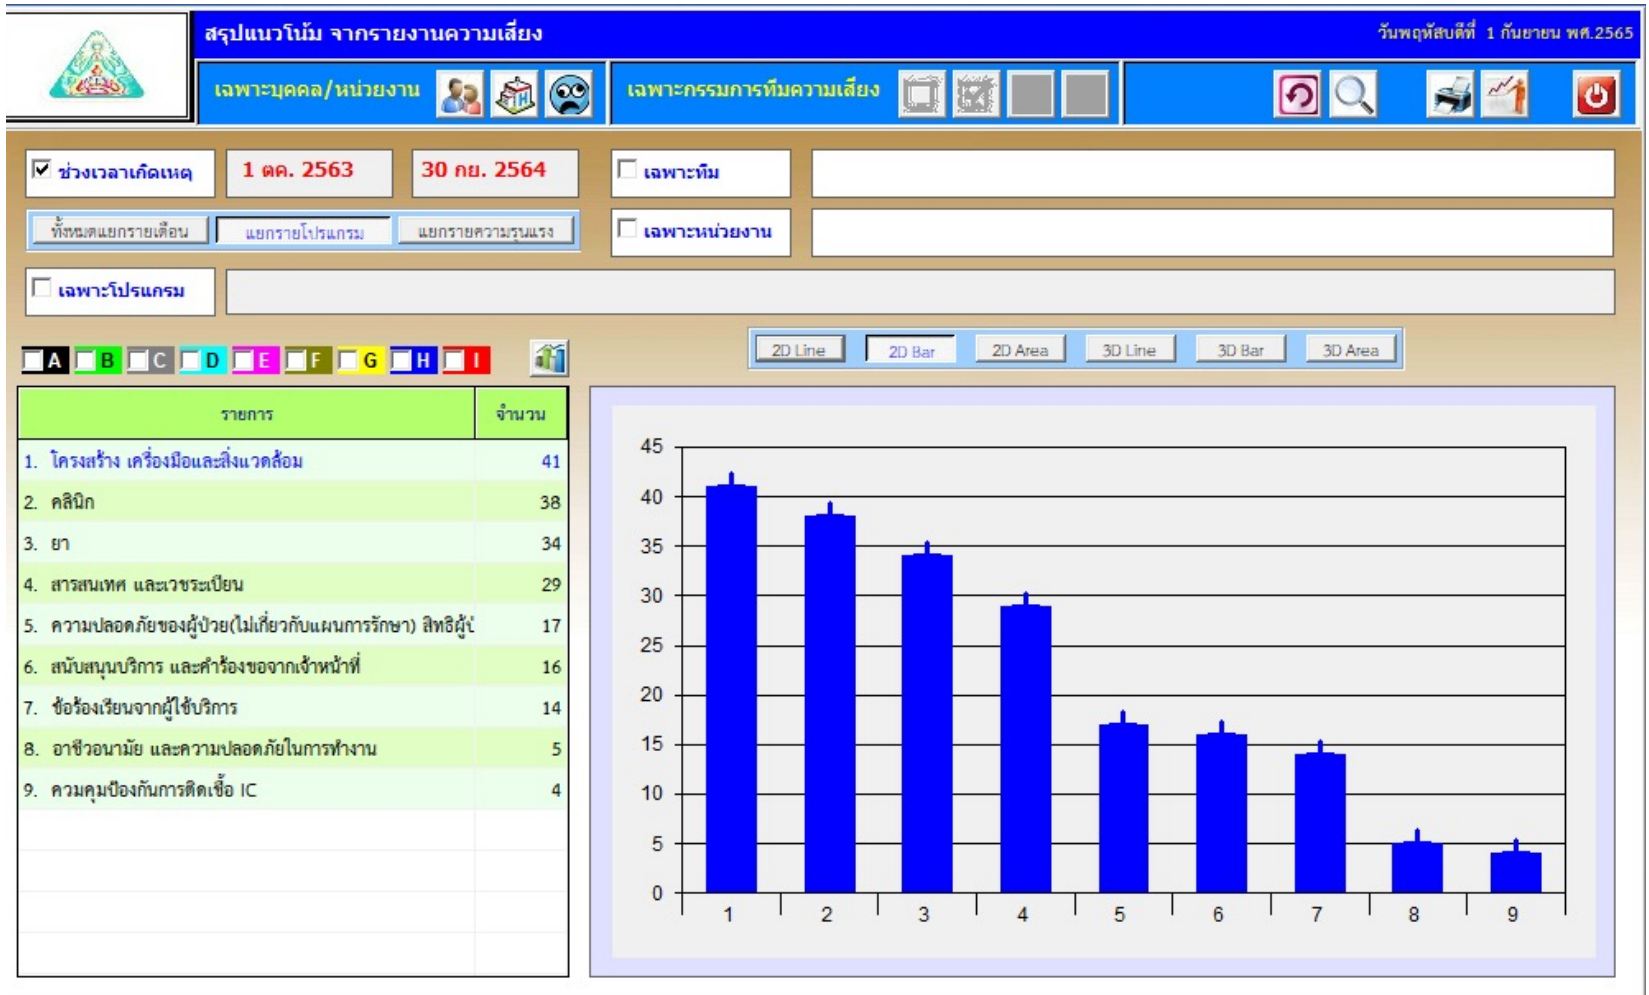 สรุปแนวโน้ม จากรายงานความเสี่ยง
วันพฤหัสบดีที่ 1 กันยายน พศ.2565
เฉพาะบุคคล/หน่วยงาน
เฉพาะกรรมการทีมความเสี่ยง
ช่วงเวลาเกิดเหตุ 1 ตค. 2563 30 กย. 2564
เฉพาะทีม
ทั้งหมดแยกรายเดือน แยกรายโปรแกรม แยกรายความรุนแรง
เฉพาะหน่วยงาน
เฉพาะโปรแกรม
A B C D E F G H I
2D Line 2D Bar 2D Area 3D Line 3D Bar 3D Area
รายการ จำนวน
1. โครงสร้าง เครื่องมือและสิ่งแวดล้อม 41
2. คลินิก 38
3. ยา 34
4. สารสนเทศ และเวชระเบียน 29
5. ความปลอดภัยของผู้ป่วย(ไม่เกี่ยวกับแผนการรักษา) 17
6. สนับสนุนบริการ และคำร้องขอจากเจ้าหน้าที่ 16
7. ข้อร้องเรียนจากผู้ใช้บริการ 14
8. อาชีวอนามัย และความปลอดภัยในการทำงาน 5
9. ควมคุมป้องกันการติดเชื้อ IC 4
45
40
35
30
25
20
15
10
5
0
1 2 3 4 5 6 7 8 9